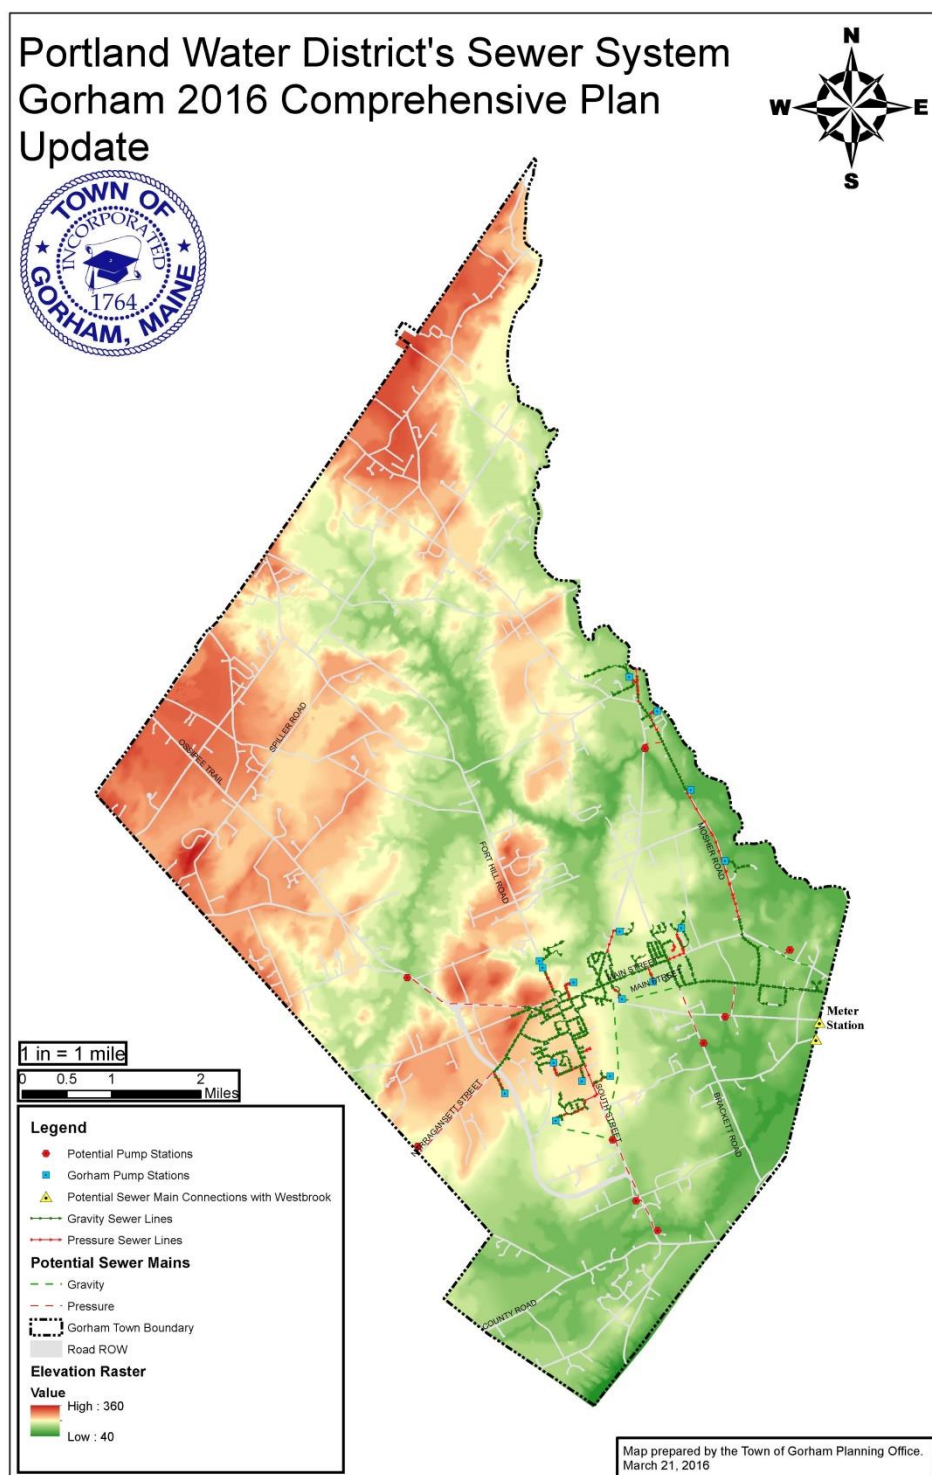 Portland Water District's Sewer System
Gorham 2016 Comprehensive Plan
Update
N
W E
S
TOWN OF
INCORPORATED
1764
GORHAM, MAINE
SPILLER ROAD
OSSIPEE TRAIL
FORT HILL ROAD
MOSHER ROAD
MAIN STREET
MAIN STREET
Meter
Station
NARRAGANSETT STREET
SOUTH STREET
BRACKETT ROAD
COUNTY ROAD
1 in = 1 mile
0 0.5 1 2
Miles
Legend
Potential Pump Stations
Gorham Pump Stations
Potential Sewer Main Connections with Westbrook
Gravity Sewer Lines
Pressure Sewer Lines
Potential Sewer Mains
Gravity
Pressure
Gorham Town Boundary
Road ROW
Elevation Raster
Value
High : 360
Low : 40
Map prepared by the Town of Gorham Planning Office.
March 21, 2016